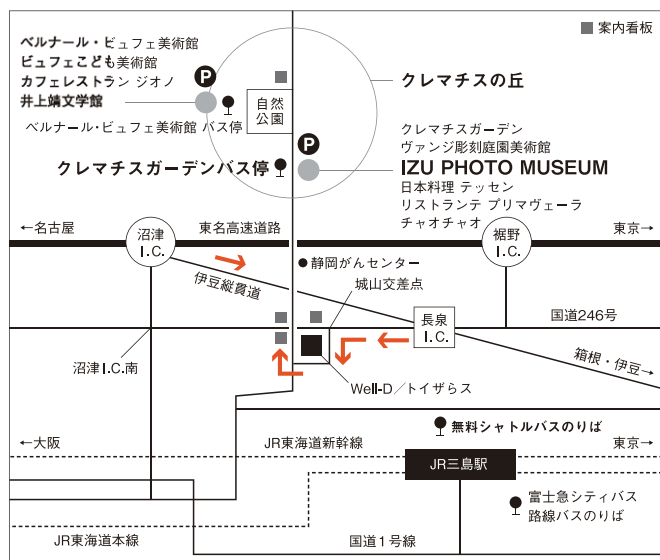 案内看板
ベルナール・ビュフェ美術館
ビュフェこども美術館
カフェレストラン ジオノ
井上靖文学館
P
ベルナール・ビュフェ美術館 バス停
自然
公園
クレマチスの丘
P
クレマチスガーデンバス停
クレマチスガーデン
ヴァンジ彫刻庭園美術館
IZU PHOTO MUSEUM
日本料理 テッセン
リストランテ プリマヴェーラ
チャオチャオ
←名古屋
沼津
I.C.
東名高速道路
裾野
I.C.
東京→
静岡がんセンター
伊豆縦貫道
城山交差点
長泉
I.C.
国道246号
沼津I.C.南
箱根・伊豆→
Well-D／トイザらス
無料シャトルバスのりば
←大阪
JR東海道新幹線
東京→
JR三島駅
富士急シティバス
路線バスのりば
JR東海道本線
国道1号線